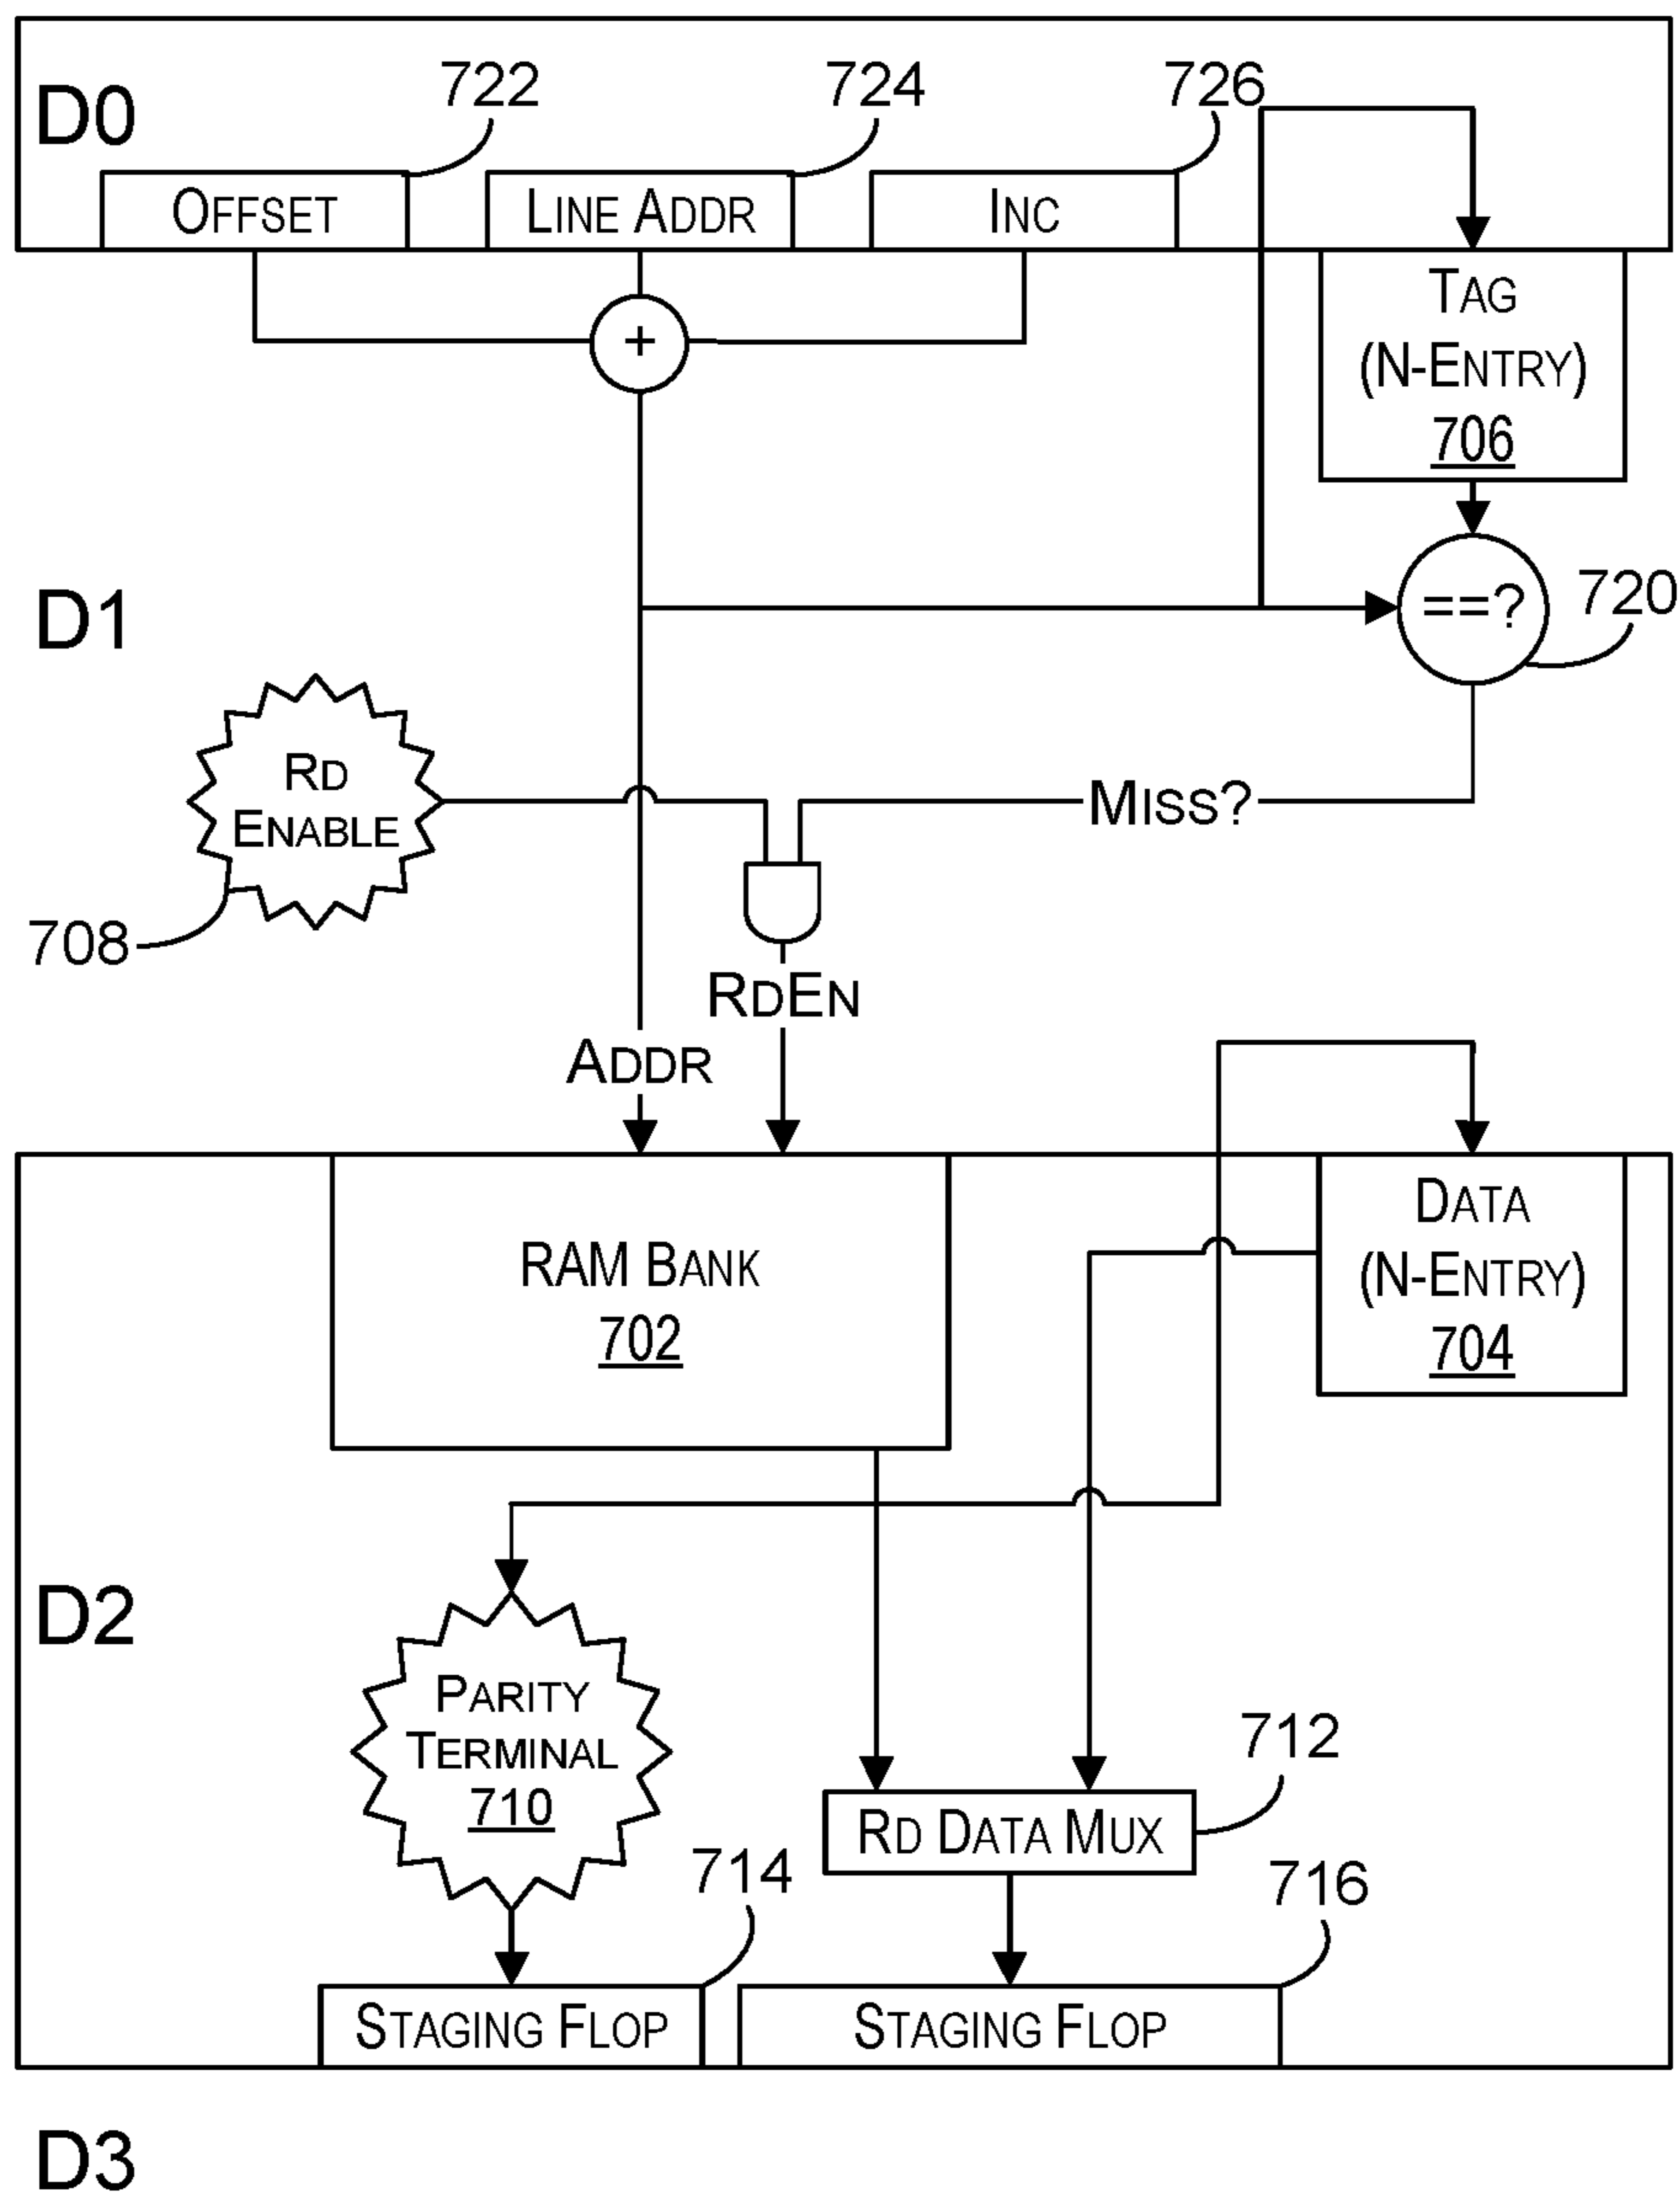 D0
722
724
726
OFFSET
LINE ADDR
INC
+
TAG
(N-ENTRY)
706
D1
==?
720
RD
ENABLE
MISS?
708
RDEN
ADDR
RAM BANK
702
DATA
(N-ENTRY)
704
D2
PARITY
TERMINAL
710
712
RD DATA MUX
714
716
STAGING FLOP
STAGING FLOP
D3